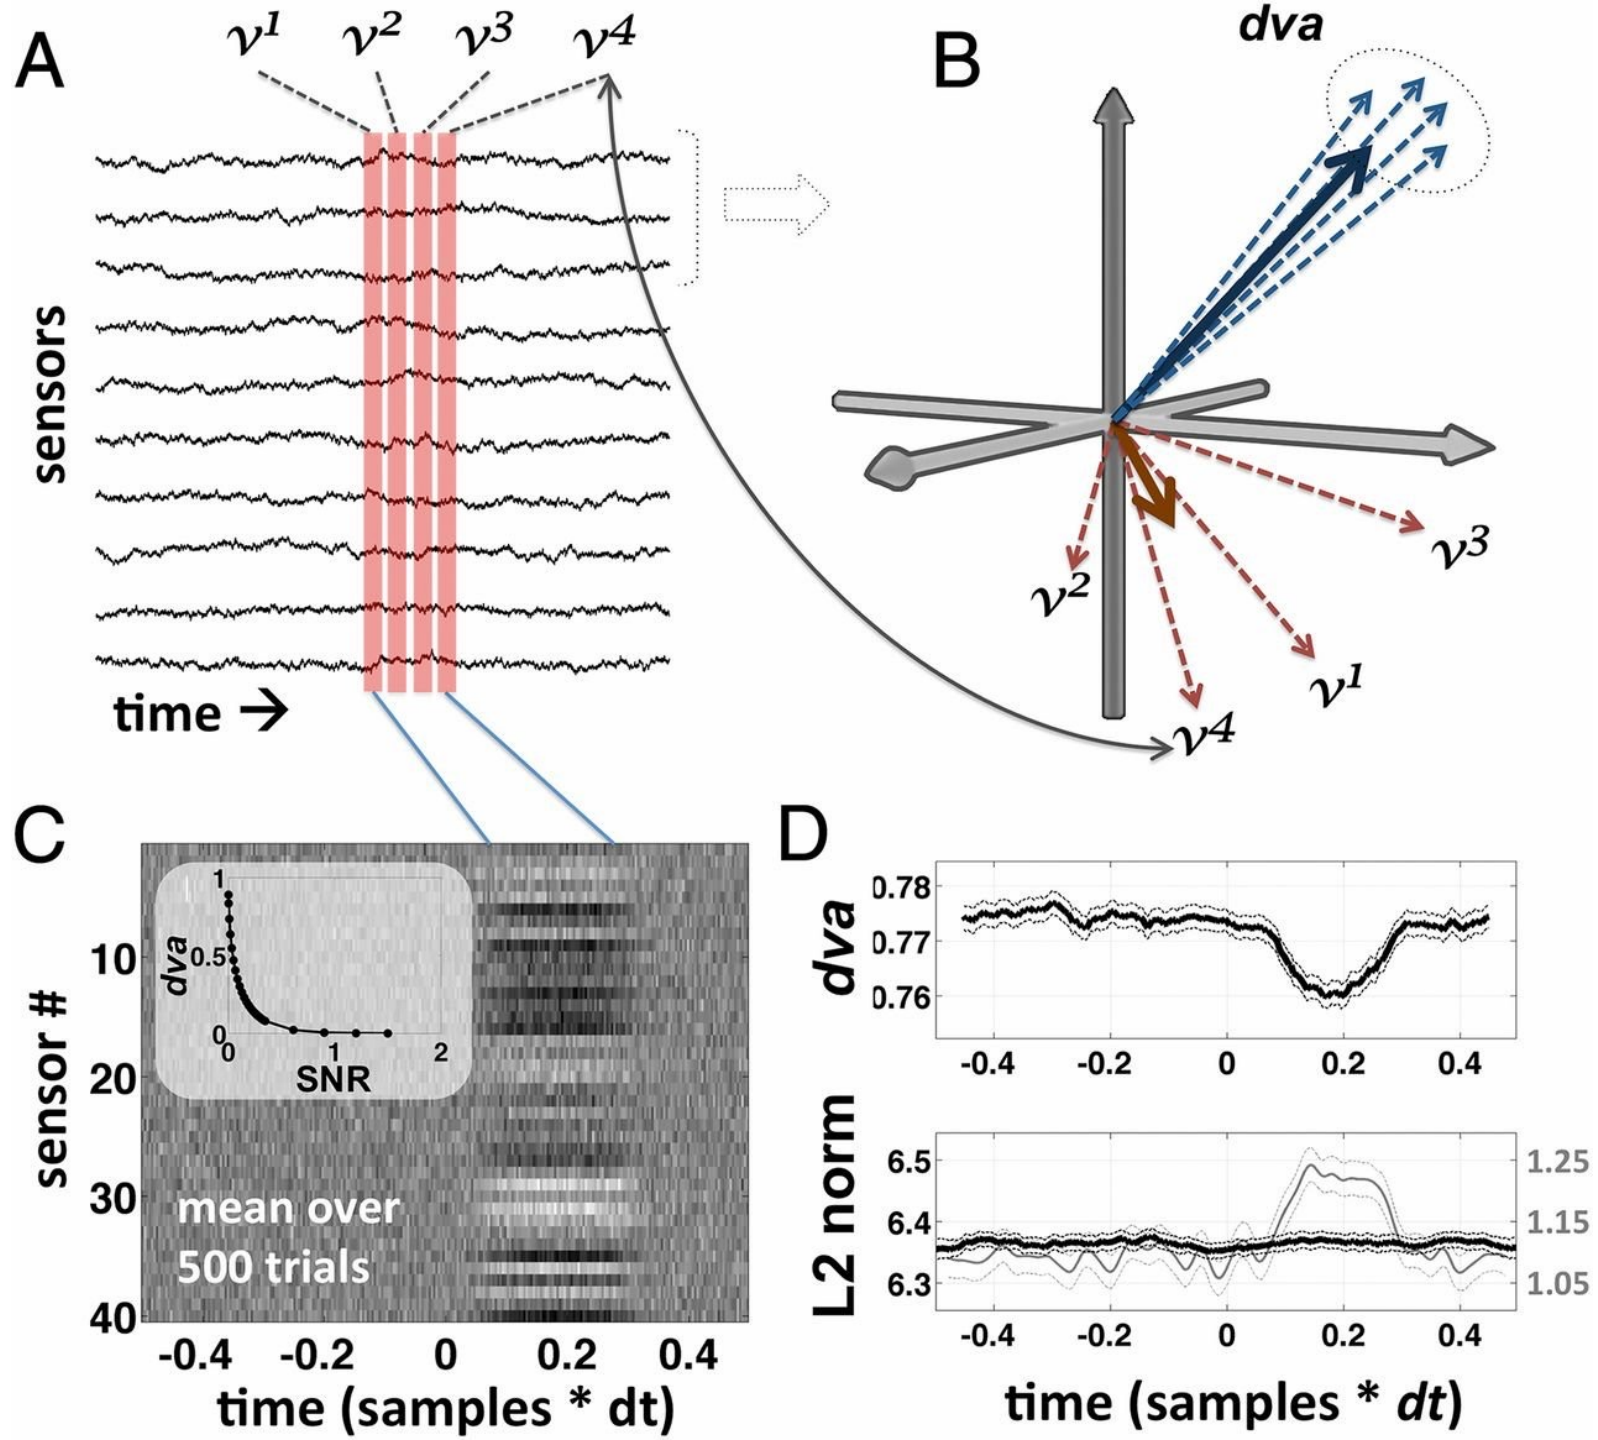 A
ν1 ν2 ν3 ν4
sensors
time →
B
dva
ν2
ν4
ν1
ν3
C
sensor #
10
20
30
40
1
0.5
0
dva
0 1 2
SNR
mean over
500 trials
-0.4 -0.2 0 0.2 0.4
time (samples * dt)
D
dva
0.78
0.77
0.76
-0.4 -0.2 0 0.2 0.4
L2 norm
6.5
6.4
6.3
1.25
1.15
1.05
-0.4 -0.2 0 0.2 0.4
time (samples * dt)